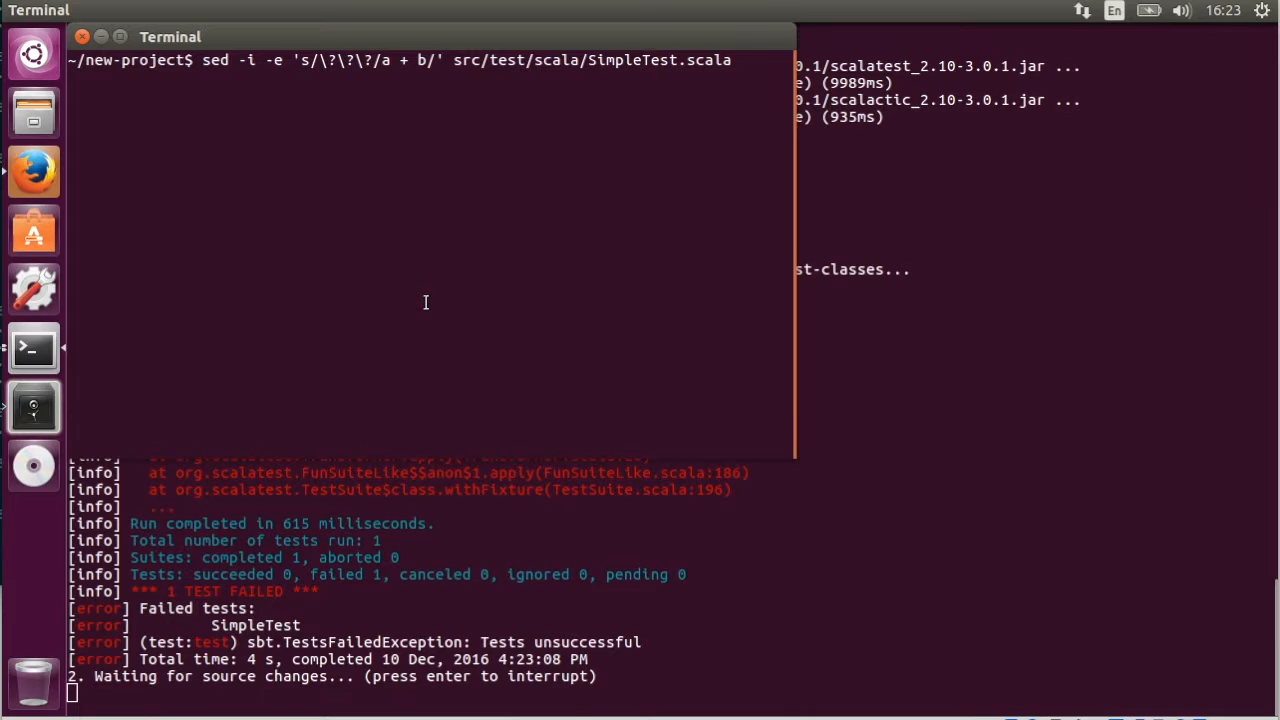 Terminal
En
16:23
Terminal
~/new-project$ sed -i -e 's/\?\?\?/a + b/' src/test/scala/SimpleTest.scala
0.1/scalatest_2.10-3.0.1.jar ...
e) (9989ms)
0.1/scalactic_2.10-3.0.1.jar ...
e) (935ms)
st-classes...
[info] at org.scalatest.FunSuiteLike$$anon$1.apply(FunSuiteLike.scala:186)
[info] at org.scalatest.TestSuite$class.withFixture(TestSuite.scala:196)
[info] ...
[info] Run completed in 615 milliseconds.
[info] Total number of tests run: 1
[info] Suites: completed 1, aborted 0
[info] Tests: succeeded 0, failed 1, canceled 0, ignored 0, pending 0
[info] *** 1 TEST FAILED ***
[error] Failed tests:
[error] SimpleTest
[error] (test:test) sbt.TestsFailedException: Tests unsuccessful
[error] Total time: 4 s, completed 10 Dec, 2016 4:23:08 PM
2. Waiting for source changes... (press enter to interrupt)